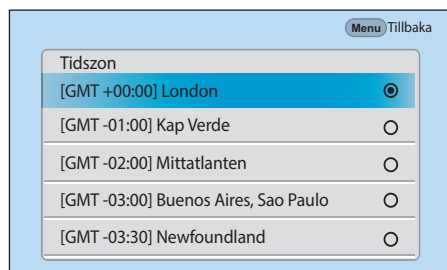 Menu Tillbaka
Tidszon
[GMT +00:00] London
[GMT -01:00] Kap Verde
[GMT -02:00] Mittatlanten
[GMT -03:00] Buenos Aires, Sao Paulo
[GMT -03:30] Newfoundland